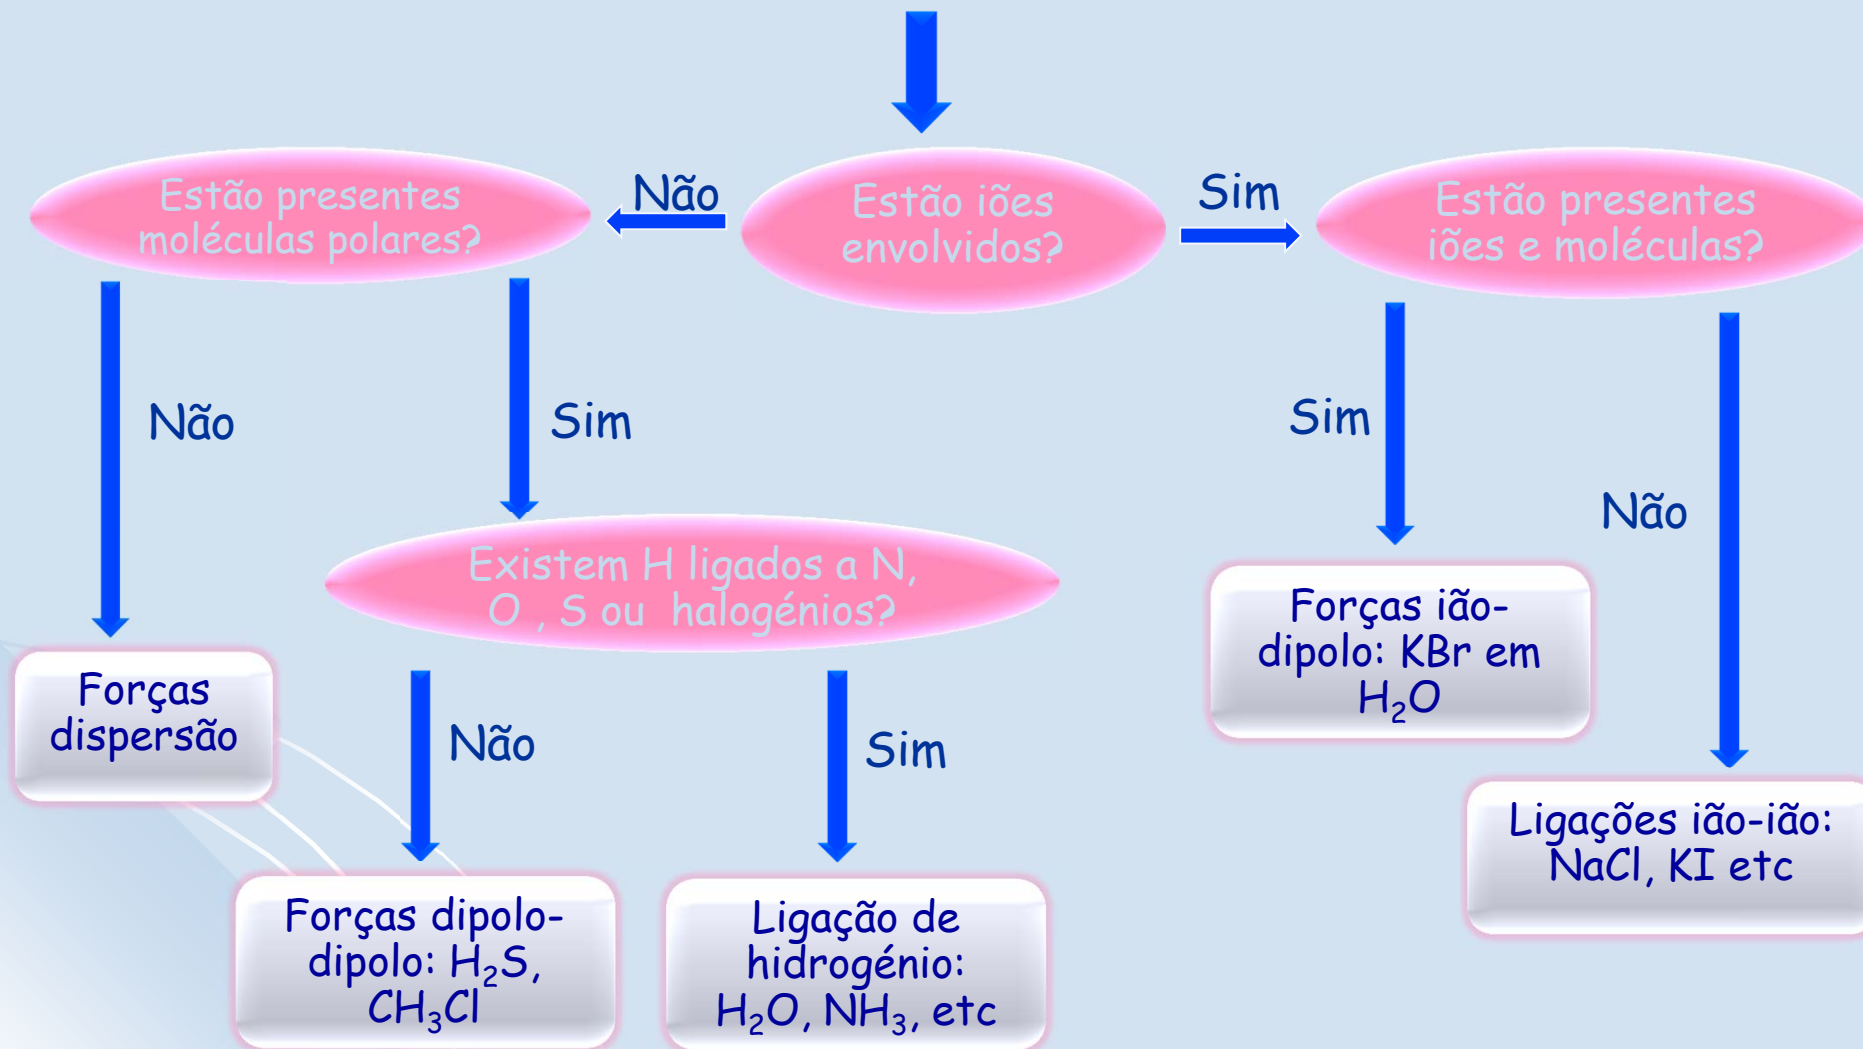 Estão presentes
moléculas polares?
Não
Estão iões
envolvidos?
Sim
Estão presentes
iões e moléculas?
Não
Sim
Sim
Não
Existem H ligados a N,
O , S ou halogénios?
Forças ião-
dipolo: KBr em
H₂O
Forças
dispersão
Não
Sim
Ligações ião-ião:
NaCl, KI etc
Forças dipolo-
dipolo: H₂S,
CH₃Cl
Ligação de
hidrogénio:
H₂O, NH₃, etc